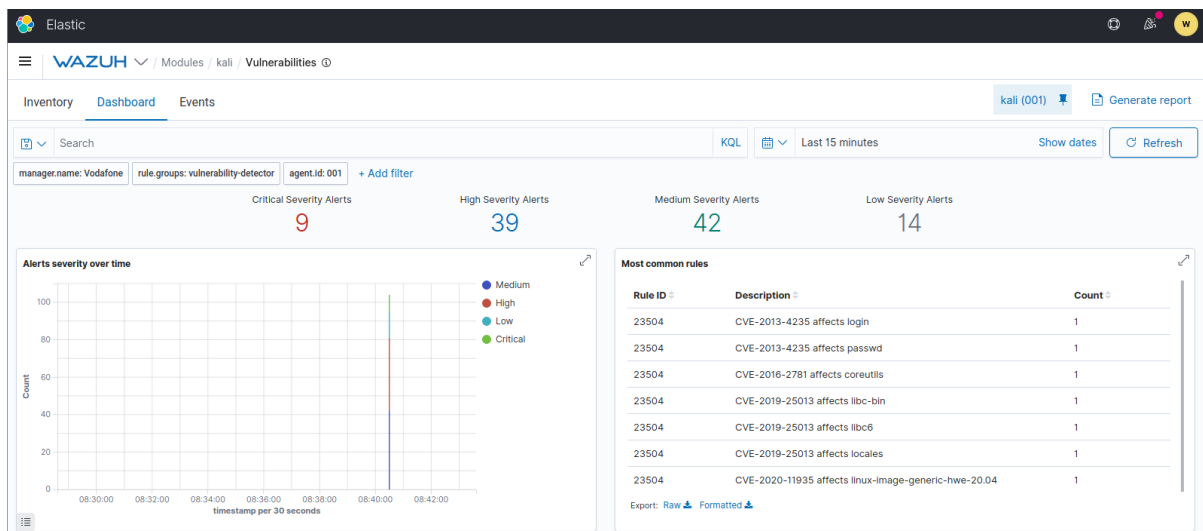 Elastic
W
WAZUH / Modules / kali / Vulnerabilities
Inventory Dashboard Events kali (001) Generate report
Search KQL Last 15 minutes Show dates Refresh
manager.name: Vodafone rule.groups: vulnerability-detector agent.id: 001 + Add filter
Critical Severity Alerts High Severity Alerts Medium Severity Alerts Low Severity Alerts
9 39 42 14
Alerts severity over time
Medium
High
Low
Critical
100
80
60
40
20
0
Count
08:30:00 08:32:00 08:34:00 08:36:00 08:38:00 08:40:00 08:42:00
timestamp per 30 seconds
Most common rules
Rule ID Description Count
23504 CVE-2013-4235 affects login 1
23504 CVE-2013-4235 affects passwd 1
23504 CVE-2016-2781 affects coreutils 1
23504 CVE-2019-25013 affects libc-bin 1
23504 CVE-2019-25013 affects libc6 1
23504 CVE-2019-25013 affects locales 1
23504 CVE-2020-11935 affects linux-image-generic-hwe-20.04 1
Export: Raw Formatted